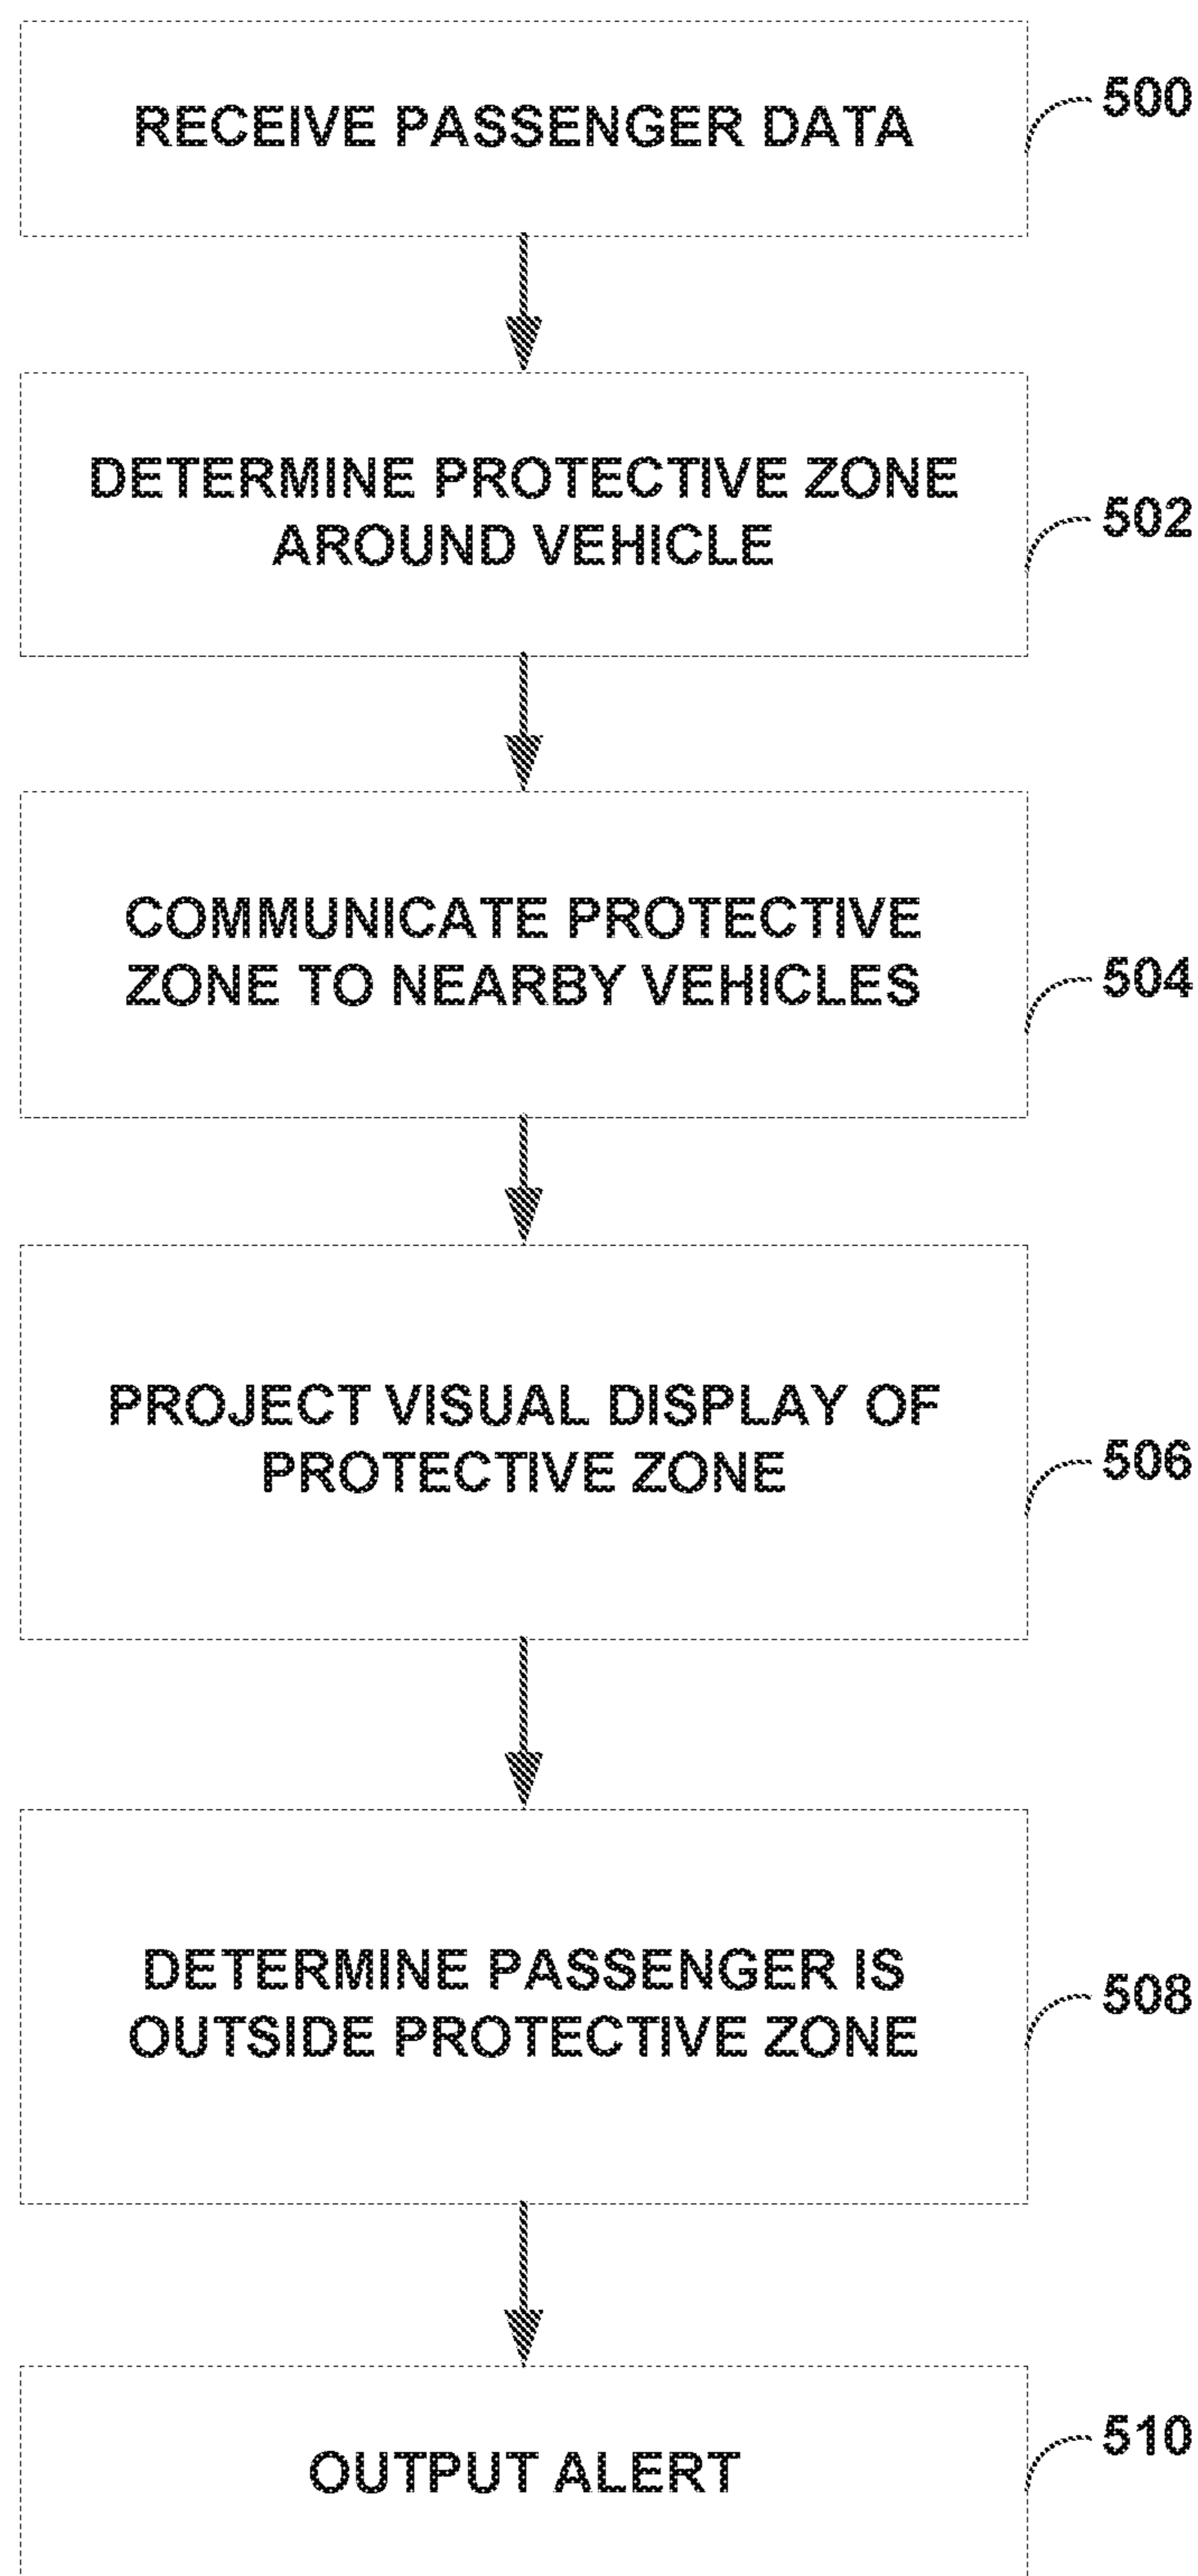 RECEIVE PASSENGER DATA
500
DETERMINE PROTECTIVE ZONE
AROUND VEHICLE
502
COMMUNICATE PROTECTIVE
ZONE TO NEARBY VEHICLES
504
PROJECT VISUAL DISPLAY OF
PROTECTIVE ZONE
506
DETERMINE PASSENGER IS
OUTSIDE PROTECTIVE ZONE
508
OUTPUT ALERT
510